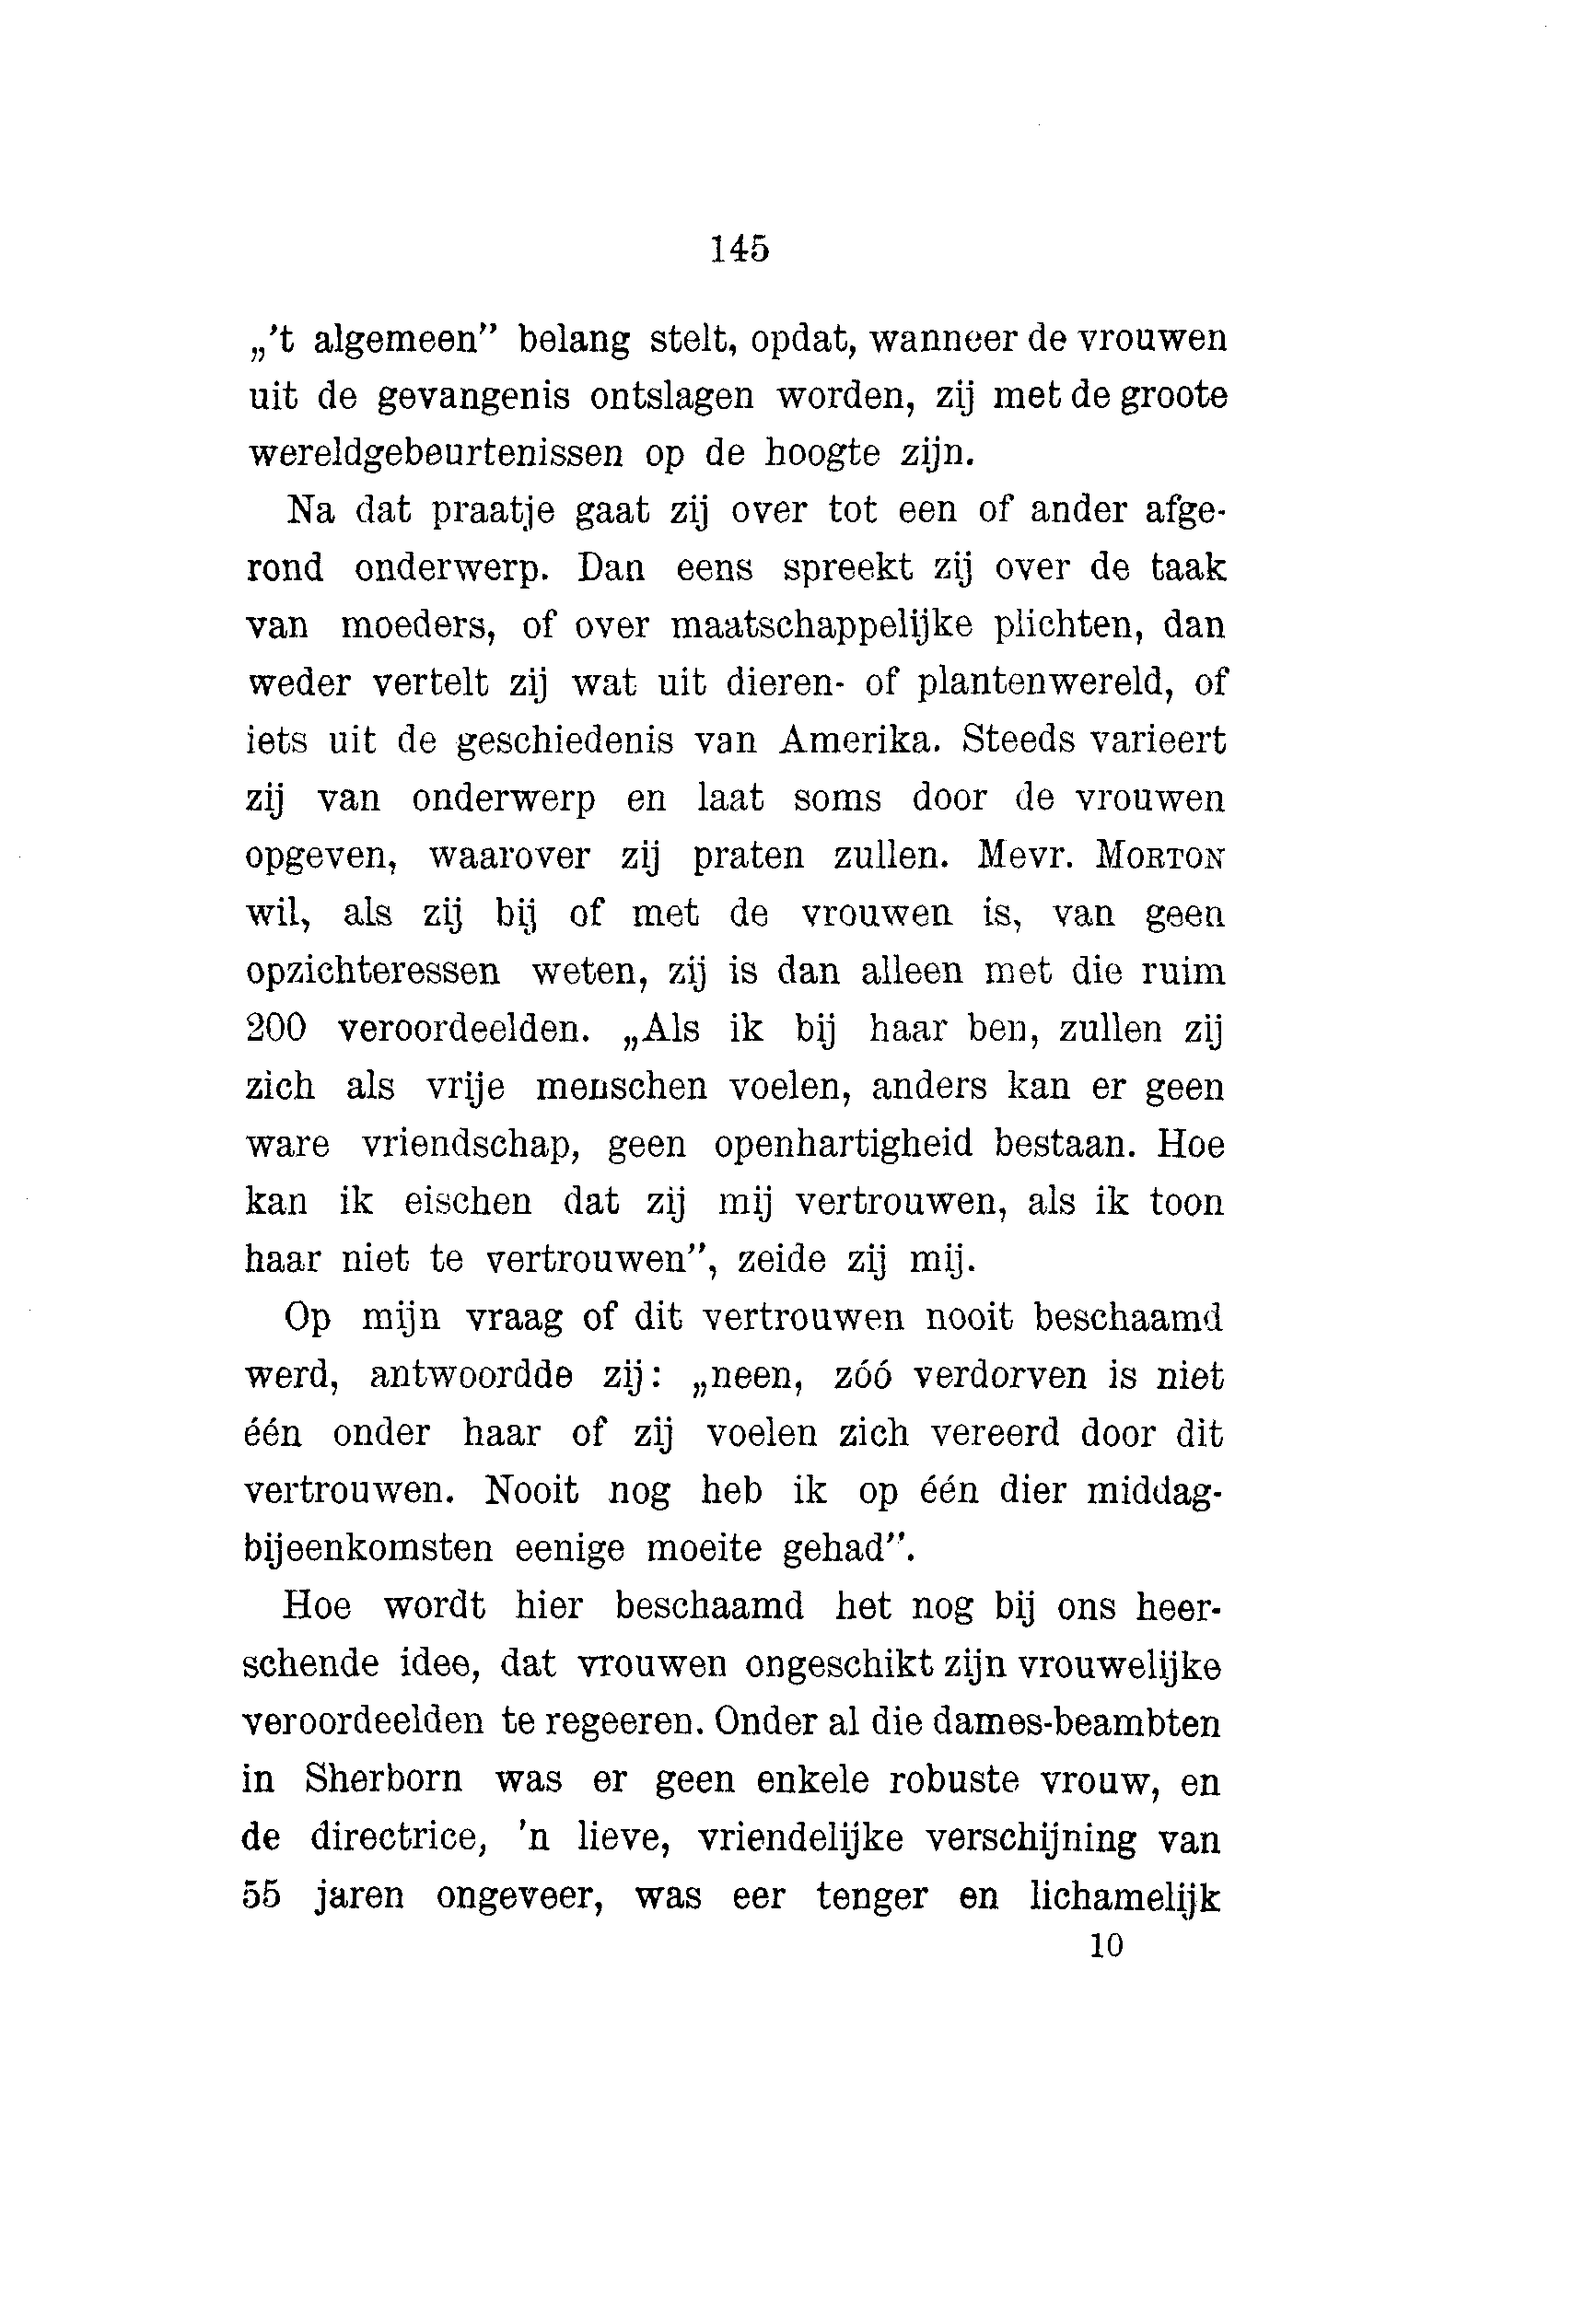 145
„'t algemeen” belang stelt, opdat, wanneer de vrouwen
uit de gevangenis ontslagen worden, zij met de groote
wereldgebeurtenissen op de hoogte zijn.
Na dat praatje gaat zij over tot een of ander afge-
rond onderwerp. Dan eens spreekt zij over de taak
van moeders, of over maatschappelijke plichten, dan
weder vertelt zij wat uit dieren- of plantenwereld, of
iets uit de geschiedenis van Amerika. Steeds varieert
zij van onderwerp en laat soms door de vrouwen
opgeven, waarover zij praten zullen. Mevr. MORTON
wil, als zij bij of met de vrouwen is, van geen
opzichteressen weten, zij is dan alleen met die ruim
200 veroordeelden. „Als ik bij haar ben, zullen zij
zich als vrije menschen voelen, anders kan er geen
ware vriendschap, geen openhartigheid bestaan. Hoe
kan ik eischen dat zij mij vertrouwen, als ik toon
haar niet te vertrouwen”, zeide zij mij.
Op mijn vraag of dit vertrouwen nooit beschaamd
werd, antwoordde zij: „neen, zóó verdorven is niet
één onder haar of zij voelen zich vereerd door dit
vertrouwen. Nooit nog heb ik op één dier middag-
bijeenkomsten eenige moeite gehad”.
Hoe wordt hier beschaamd het nog bij ons heer-
schende idee, dat vrouwen ongeschikt zijn vrouwelijke
veroordeelden te regeeren. Onder al die dames-beambten
in Sherborn was er geen enkele robuste vrouw, en
de directrice, 'n lieve, vriendelijke verschijning van
55 jaren ongeveer, was eer tenger en lichamelijk
10